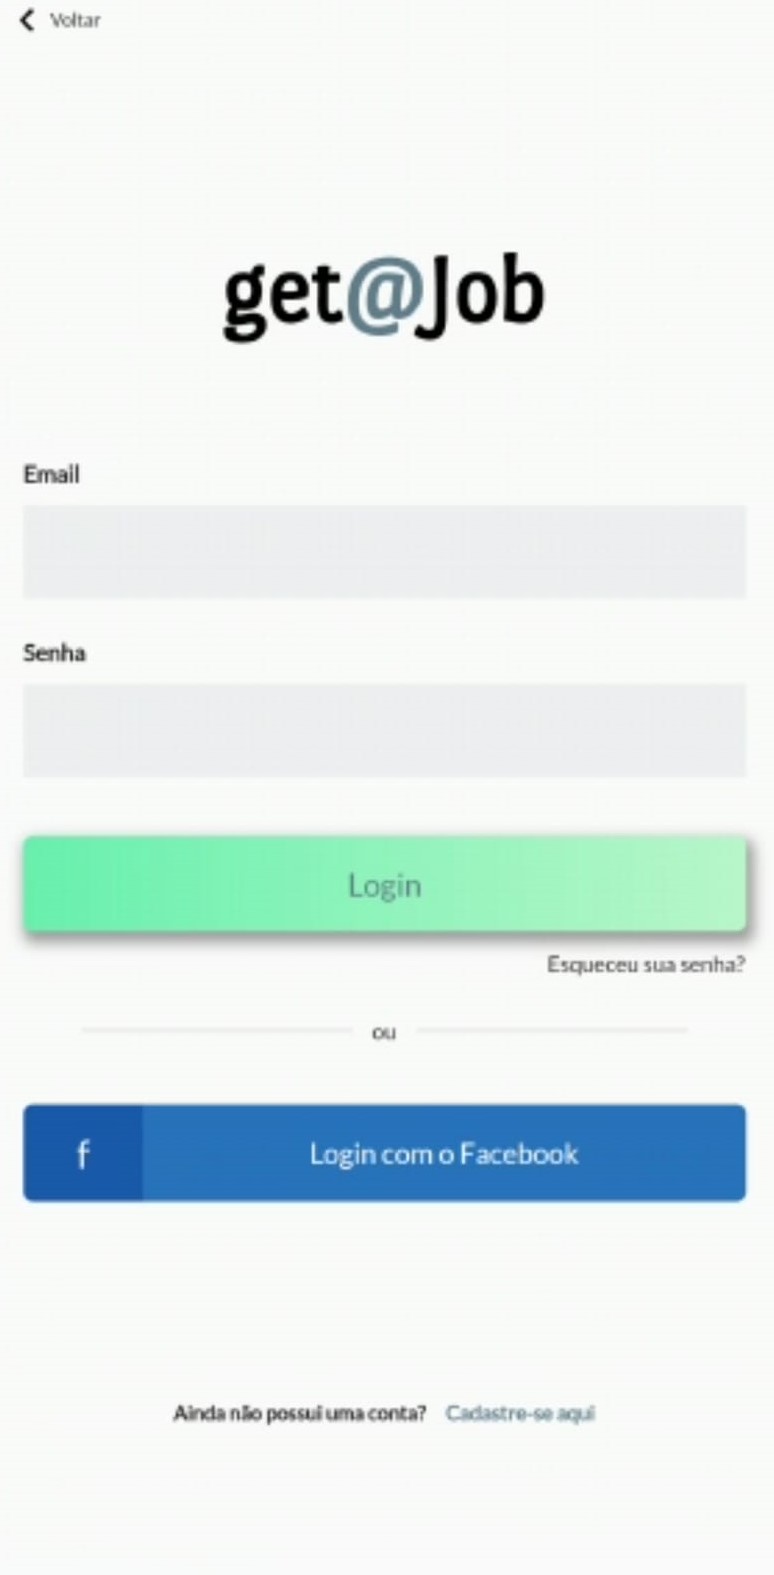 Voltar
get@Job
Email
Senha
Login
Esqueceu sua senha?
ou
f Login com o Facebook
Ainda não possui uma conta? Cadastre-se aqui